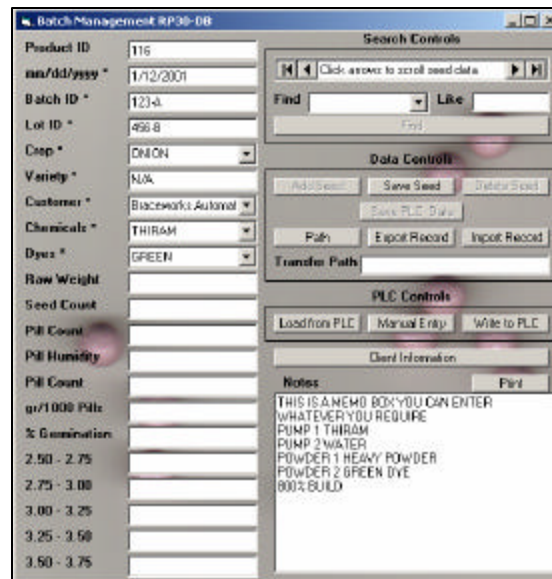 Batch Management RP30-DB
Product ID 116
mm/dd/yyyy * 1/12/2001
Batch ID * 123-A
Lot ID * 456-B
Crop * ONION
Variety * N/A
Customer * Braceworks Automat
Chemicals * THIRAM
Dyes * GREEN
Raw Weight
Seed Count
Pill Count
Pill Humidity
Pill Count
gr/1000 Pills
% Germination
2.50 - 2.75
2.75 - 3.00
3.00 - 3.25
3.25 - 3.50
3.50 - 3.75
Search Controls
Click arrows to scroll seed data
Find Like
Find
Data Controls
Add Seed Save Seed Delete Seed
Save PLC Data
Path Export Record Import Record
Transfer Path
PLC Controls
Load from PLC Manual Entry Write to PLC
Client Information
Notes Print
THIS IS A MEMO BOX YOU CAN ENTER
WHATEVER YOU REQUIRE
PUMP 1 THIRAM
PUMP 2 WATER
POWDER 1 HEAVY POWDER
POWDER 2 GREEN DYE
800% BUILD